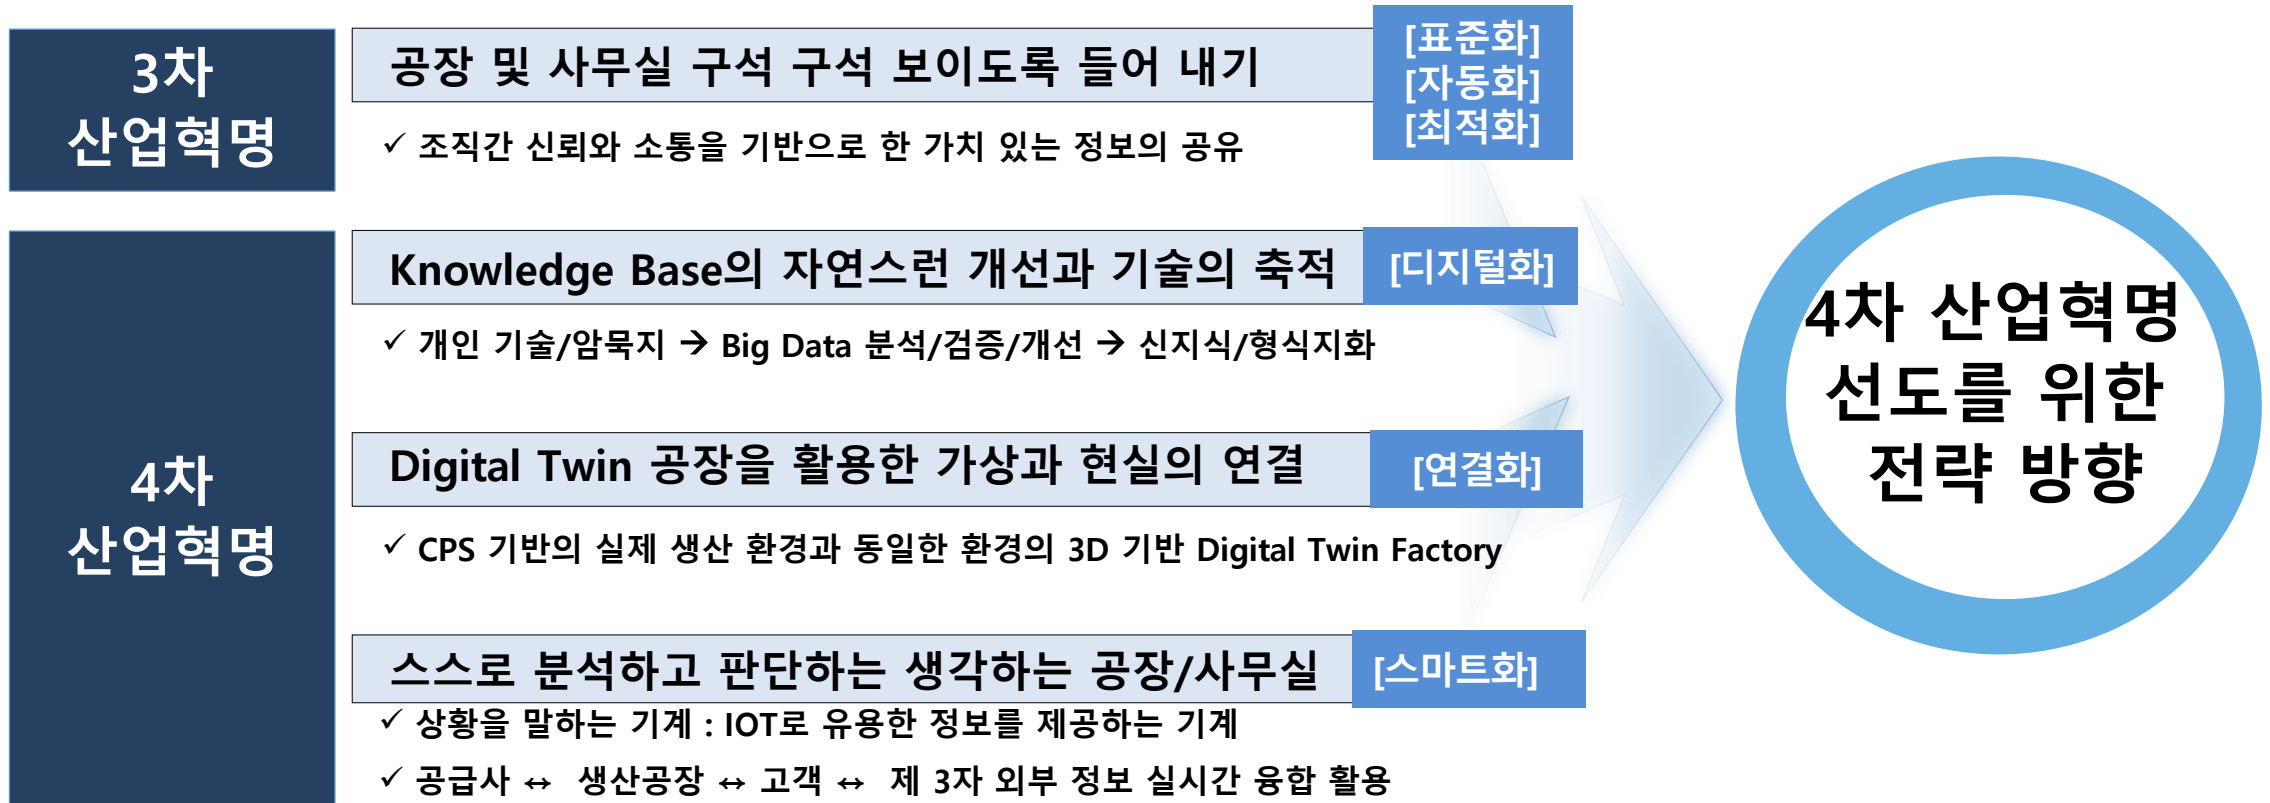 3차
산업혁명
공장 및 사무실 구석 구석 보이도록 들어 내기
[표준화]
[자동화]
[최적화]
✓ 조직간 신뢰와 소통을 기반으로 한 가치 있는 정보의 공유
4차
산업혁명
Knowledge Base의 자연스런 개선과 기술의 축적
[디지털화]
✓ 개인 기술/암묵지 → Big Data 분석/검증/개선 → 신지식/형식지화
Digital Twin 공장을 활용한 가상과 현실의 연결
[연결화]
✓ CPS 기반의 실제 생산 환경과 동일한 환경의 3D 기반 Digital Twin Factory
스스로 분석하고 판단하는 생각하는 공장/사무실
[스마트화]
✓ 상황을 말하는 기계 : IOT로 유용한 정보를 제공하는 기계
✓ 공급사 ↔ 생산공장 ↔ 고객 ↔ 제 3자 외부 정보 실시간 융합 활용
4차 산업혁명
선도를 위한
전략 방향